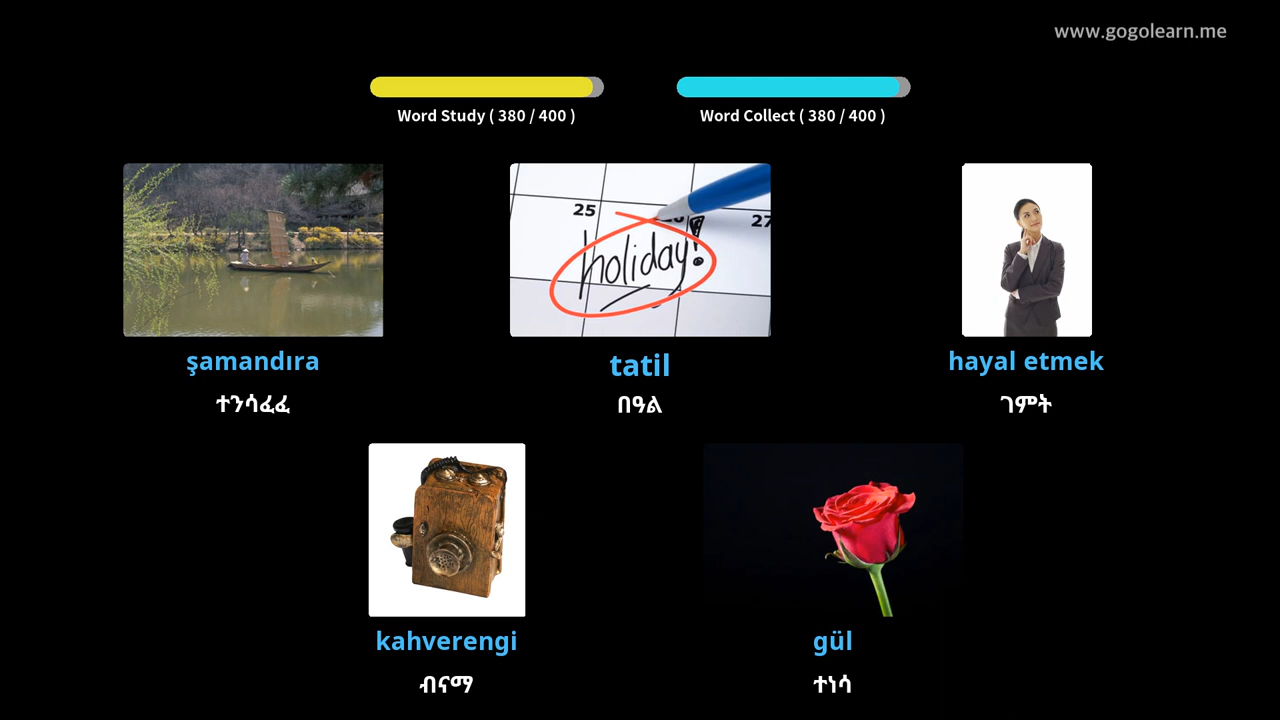 www.gogolearn.me
Word Study ( 380 / 400 )
Word Collect ( 380 / 400 )
25
27
holiday!
şamandıra
tatil
hayal etmek
ተንሳፈፈ
በዓል
ገምት
kahverengi
gül
ብናማ
ተነሳ